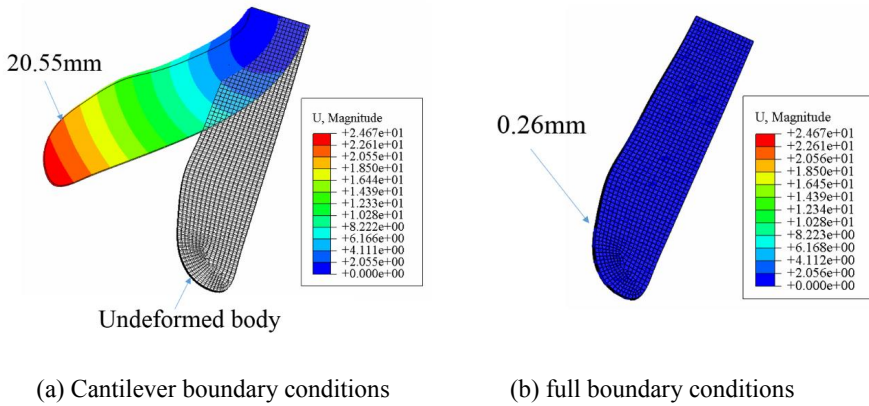 20.55mm
U, Magnitude
+2.467e+01
+2.261e+01
+2.055e+01
+1.850e+01
+1.644e+01
+1.439e+01
+1.233e+01
+1.028e+01
+8.222e+00
+6.166e+00
+4.111e+00
+2.055e+00
+0.000e+00
Undeformed body
0.26mm
U, Magnitude
+2.467e+01
+2.261e+01
+2.056e+01
+1.850e+01
+1.645e+01
+1.439e+01
+1.234e+01
+1.028e+01
+8.223e+00
+6.168e+00
+4.112e+00
+2.056e+00
+0.000e+00
(a) Cantilever boundary conditions
(b) full boundary conditions